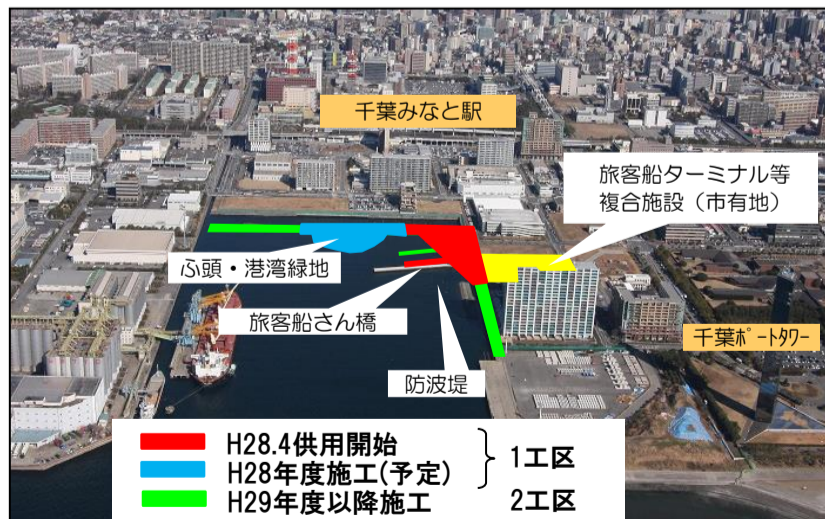 千葉みなと駅
旅客船ターミナル等
複合施設（市有地）
ふ頭・港湾緑地
旅客船さん橋
千葉ﾎﾟｰﾄﾀﾜｰ
防波堤
H28.4供用開始
H28年度施工(予定)
1工区
H29年度以降施工
2工区